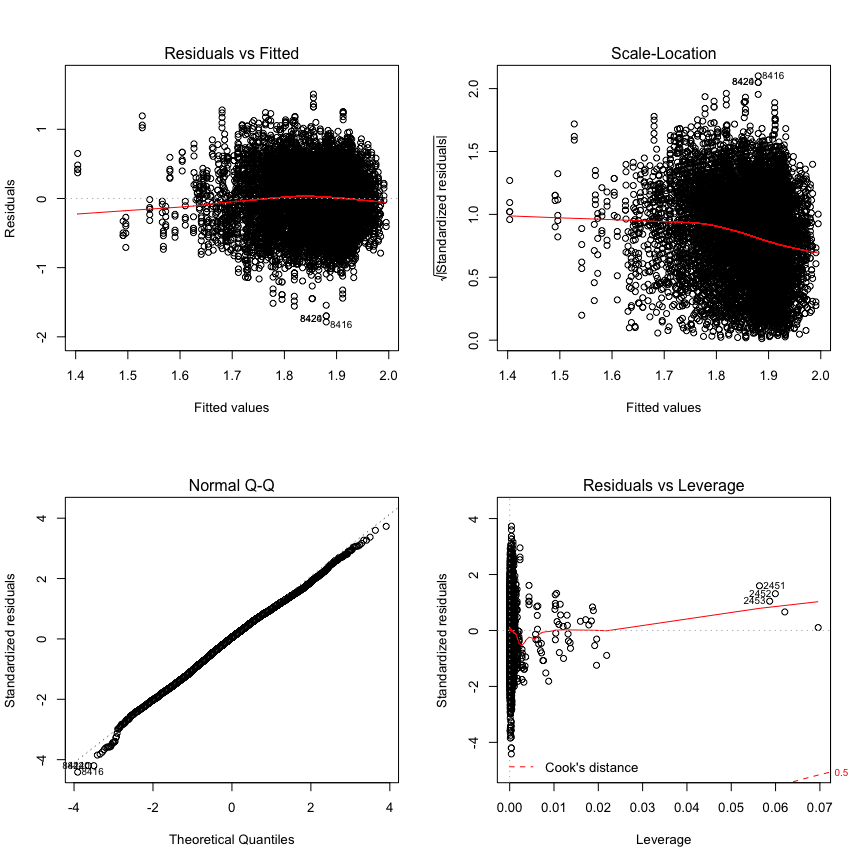 Residuals vs Fitted
Residuals
1
0
-1
-2
8416
1.4 1.5 1.6 1.7 1.8 1.9 2.0
Fitted values
Scale-Location
√|Standardized residuals|
2.0
1.5
1.0
0.5
0.0
8416
1.4 1.5 1.6 1.7 1.8 1.9 2.0
Fitted values
Normal Q-Q
Standardized residuals
4
2
0
-2
-4
8416
-4 -2 0 2 4
Theoretical Quantiles
Residuals vs Leverage
Standardized residuals
4
2
0
-2
-4
2451
2452
2453
Cook's distance
0.5
0.00 0.01 0.02 0.03 0.04 0.05 0.06 0.07
Leverage